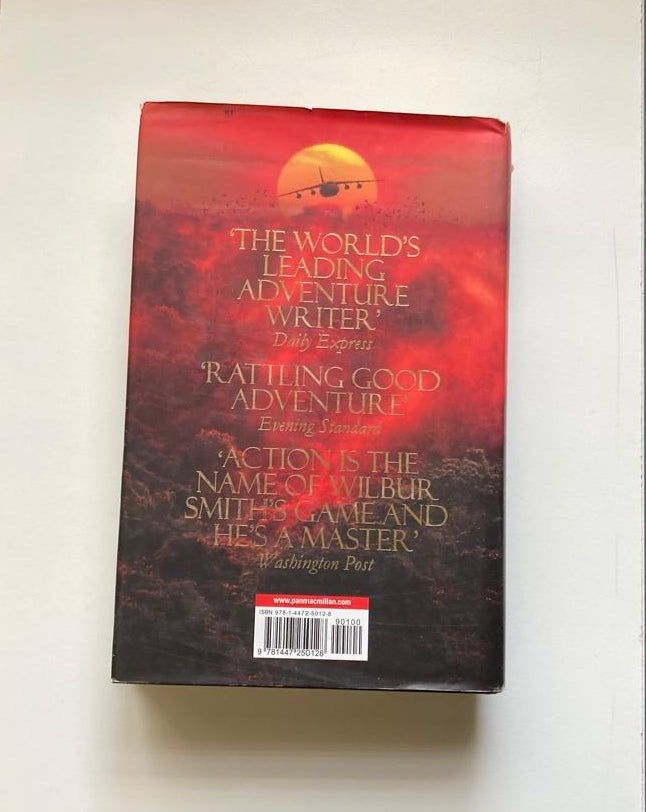 ‘THE WORLD’S
LEADING
ADVENTURE
WRITER’
Daily Express
‘RATTLING GOOD
ADVENTURE’
Evening Standard
‘ACTION IS THE
NAME OF WILBUR
SMITH’S GAME AND
HE’S A MASTER’
Washington Post
www.panmacmillan.com
ISBN 978-1-4472-5012-8
90100
9 781447 250128